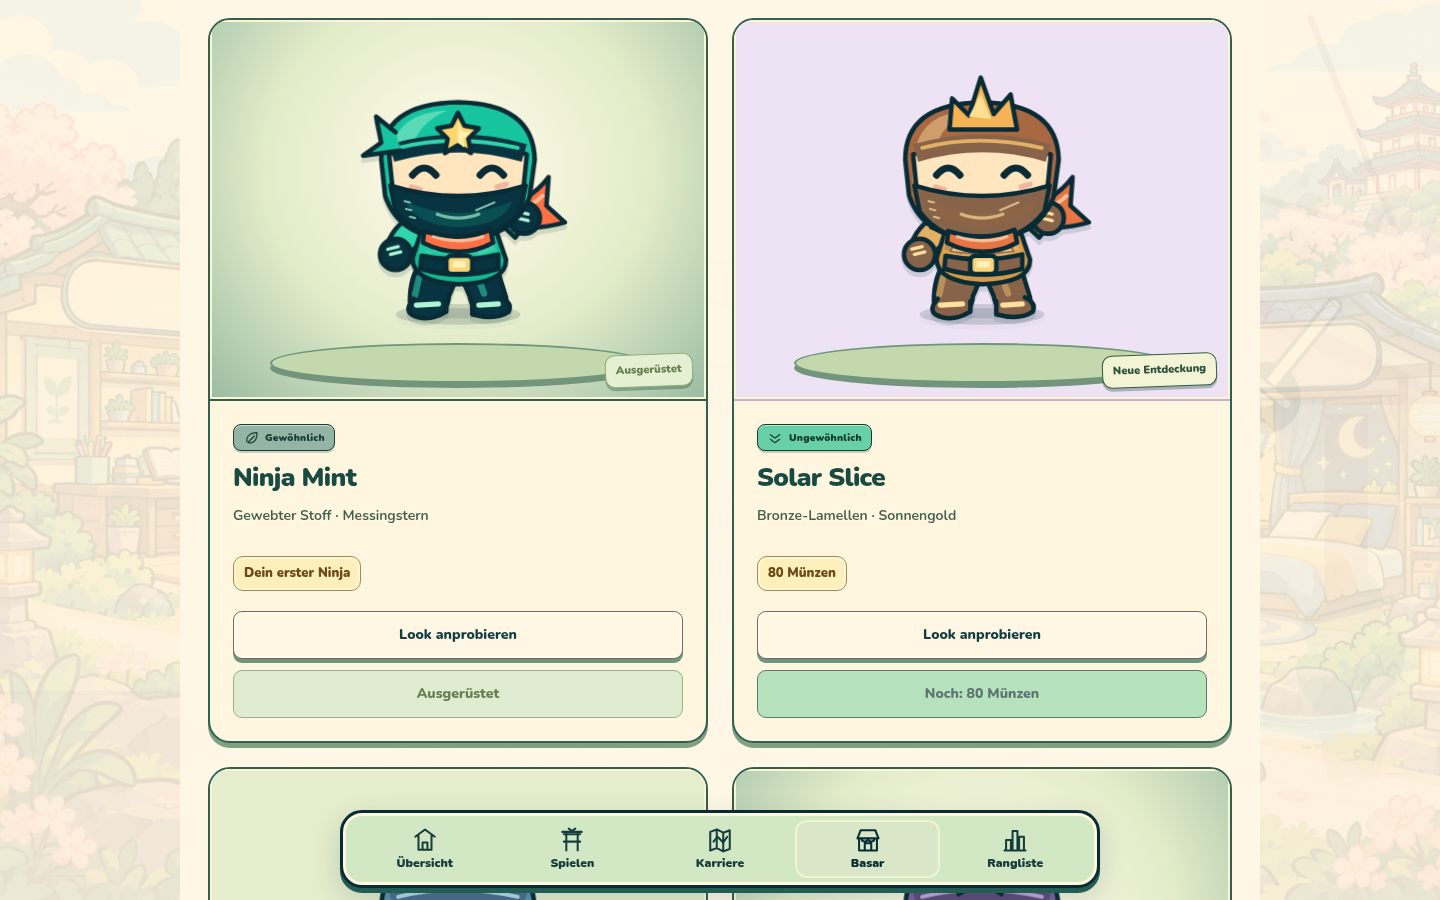 Ausgerüstet
Gewöhnlich
Ninja Mint
Gewebter Stoff · Messingstern
Dein erster Ninja
Look anprobieren
Ausgerüstet
Neue Entdeckung
Ungewöhnlich
Solar Slice
Bronze-Lamellen · Sonnengold
80 Münzen
Look anprobieren
Noch: 80 Münzen
Übersicht
Spielen
Karriere
Basar
Rangliste